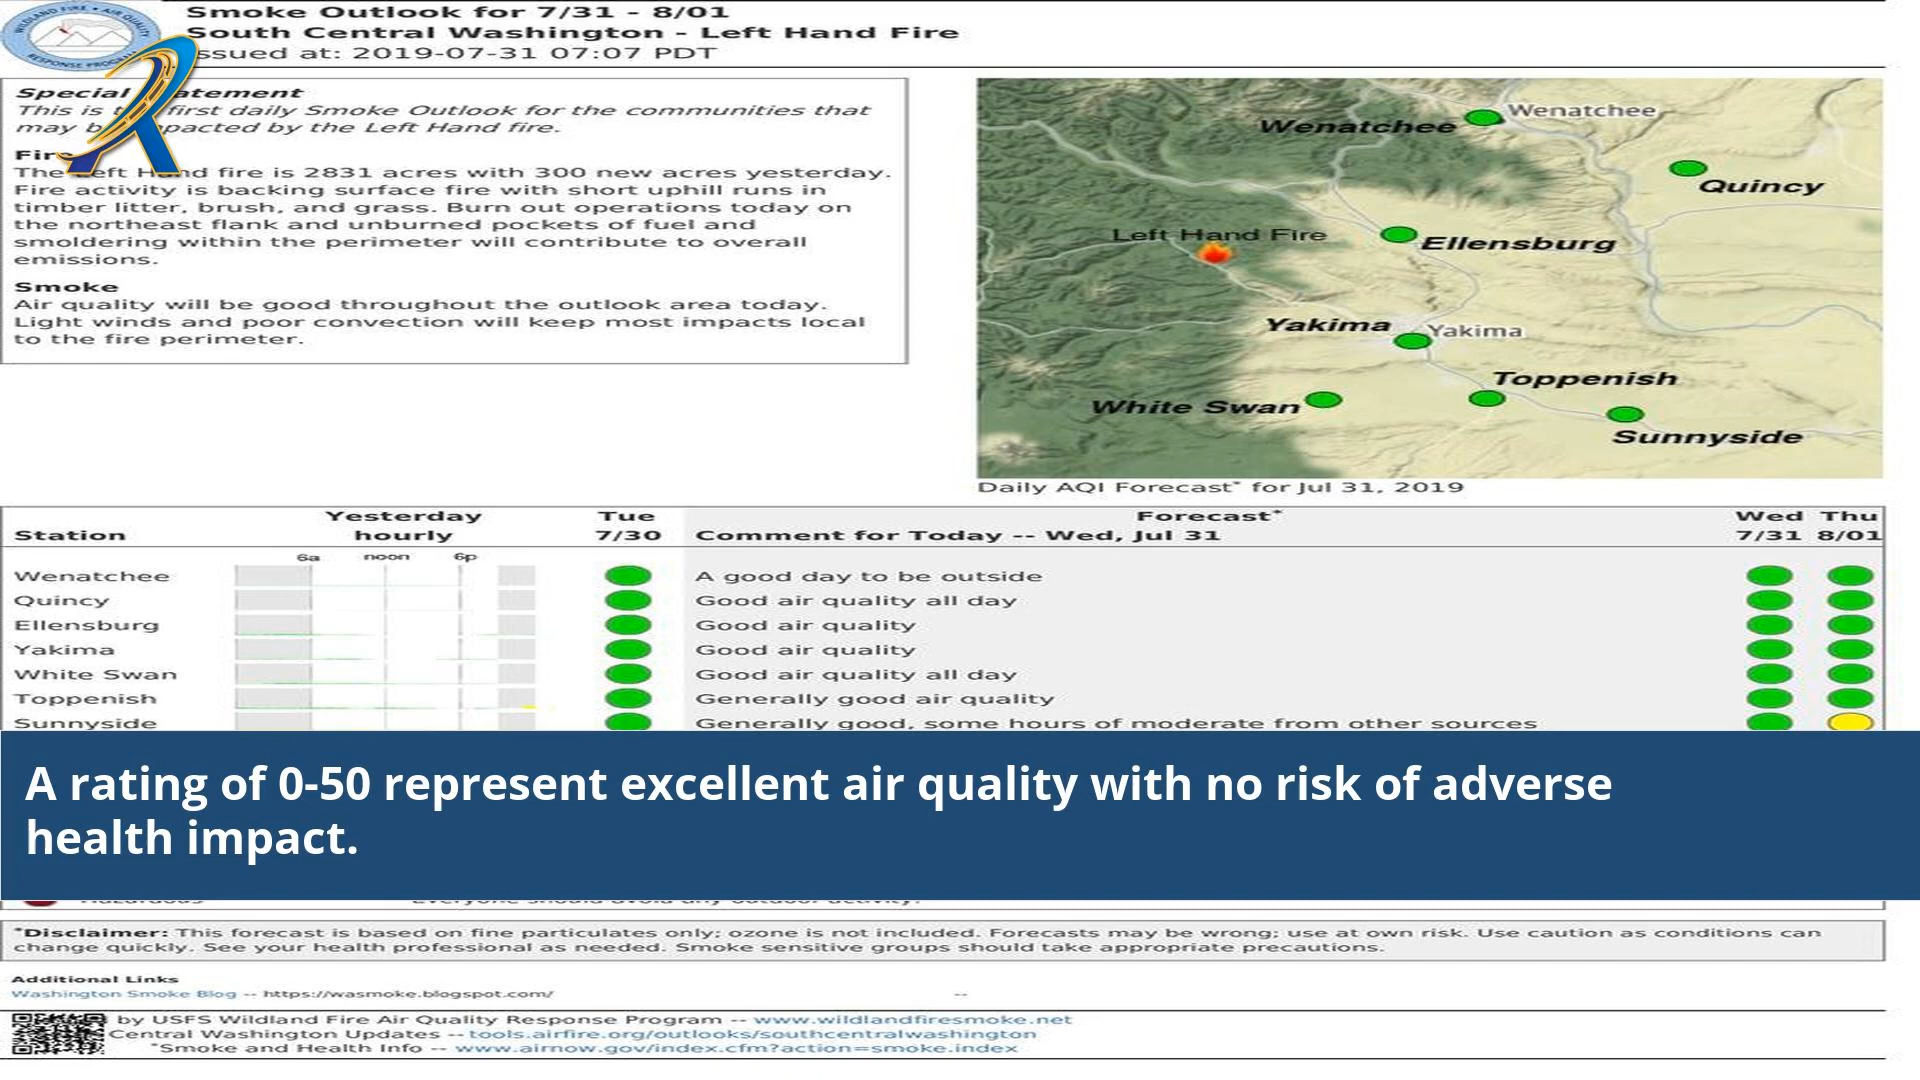 Smoke Outlook for 7/31 - 8/01
South Central Washington - Left Hand Fire
ssued at: 2019-07-31 07:07 PDT
Special atement
This is first daily Smoke Outlook for the communities that
may b pacted by the Left Hand fire.
Fire
The Left Hand fire is 2831 acres with 300 new acres yesterday.
Fire activity is backing surface fire with short uphill runs in
timber litter, brush, and grass. Burn out operations today on
the northeast flank and unburned pockets of fuel and
smoldering within the perimeter will contribute to overall
emissions.
Smoke
Air quality will be good throughout the outlook area today.
Light winds and poor convection will keep most impacts local
to the fire perimeter.
Wenatchee
Wenatchee
Quincy
Left Hand Fire
Ellensburg
Yakima
Yakima
Toppenish
White Swan
Sunnyside
Daily AQI Forecast* for Jul 31, 2019
Yesterday Tue Forecast* Wed Thu
Station hourly 7/30 Comment for Today -- Wed, Jul 31 7/31 8/01
6a noon 6p
Wenatchee A good day to be outside
Quincy Good air quality all day
Ellensburg Good air quality
Yakima Good air quality
White Swan Good air quality all day
Toppenish Generally good air quality
Sunnyside Generally good, some hours of moderate from other sources
A rating of 0-50 represent excellent air quality with no risk of adverse
health impact.
Hazardous Everyone should avoid any outdoor activity.
*Disclaimer: This forecast is based on fine particulates only; ozone is not included. Forecasts may be wrong; use at own risk. Use caution as conditions can
change quickly. See your health professional as needed. Smoke sensitive groups should take appropriate precautions.
Additional Links
Washington Smoke Blog -- https://wasmoke.blogspot.com/ --
by USFS Wildland Fire Air Quality Response Program -- www.wildlandfiresmoke.net
Central Washington Updates -- tools.airfire.org/outlooks/southcentralwashington
*Smoke and Health Info -- www.airnow.gov/index.cfm?action=smoke.index